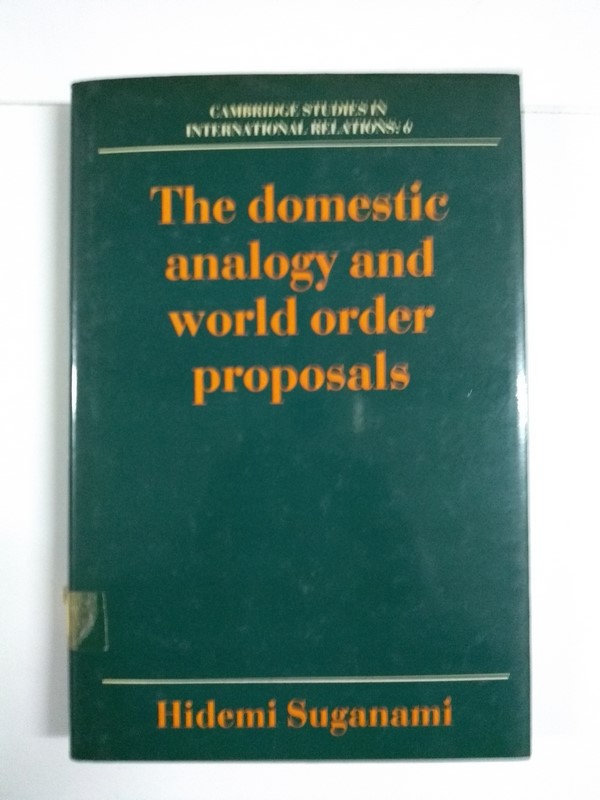 CAMBRIDGE STUDIES IN
INTERNATIONAL RELATIONS: 6
The domestic
analogy and
world order
proposals
Hidemi Suganami